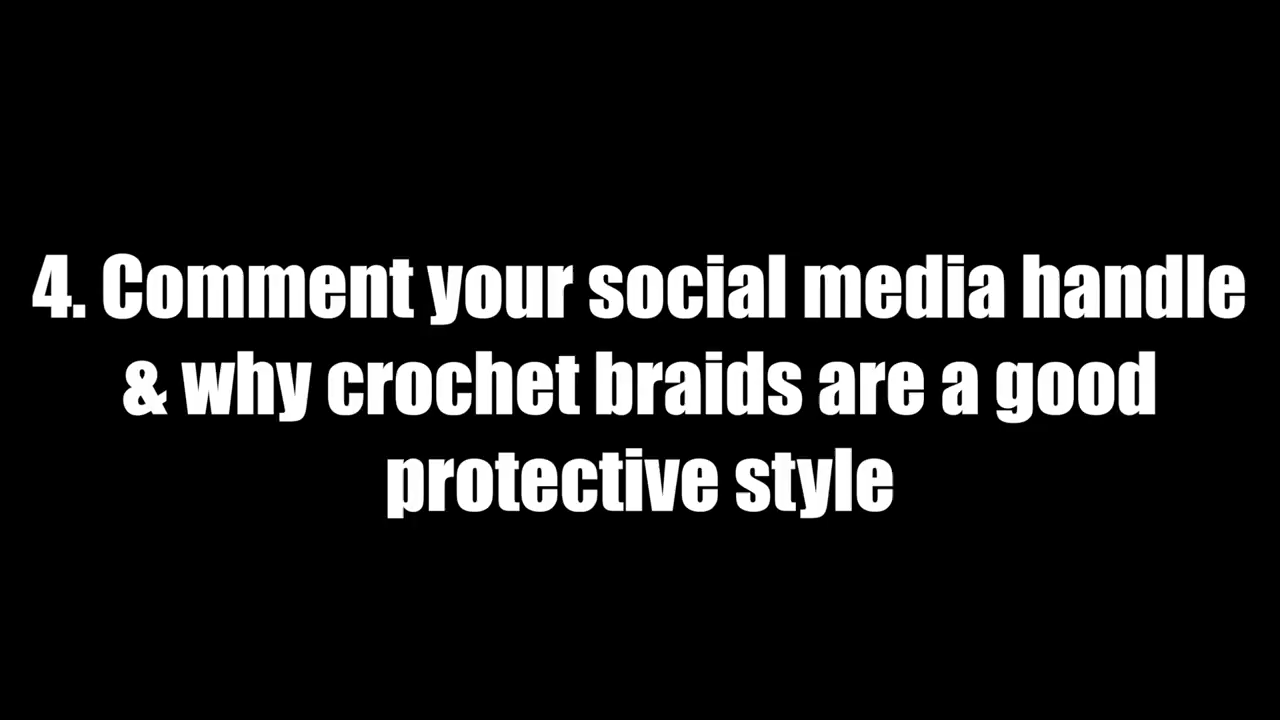 4. Comment your social media handle
& why crochet braids are a good
protective style